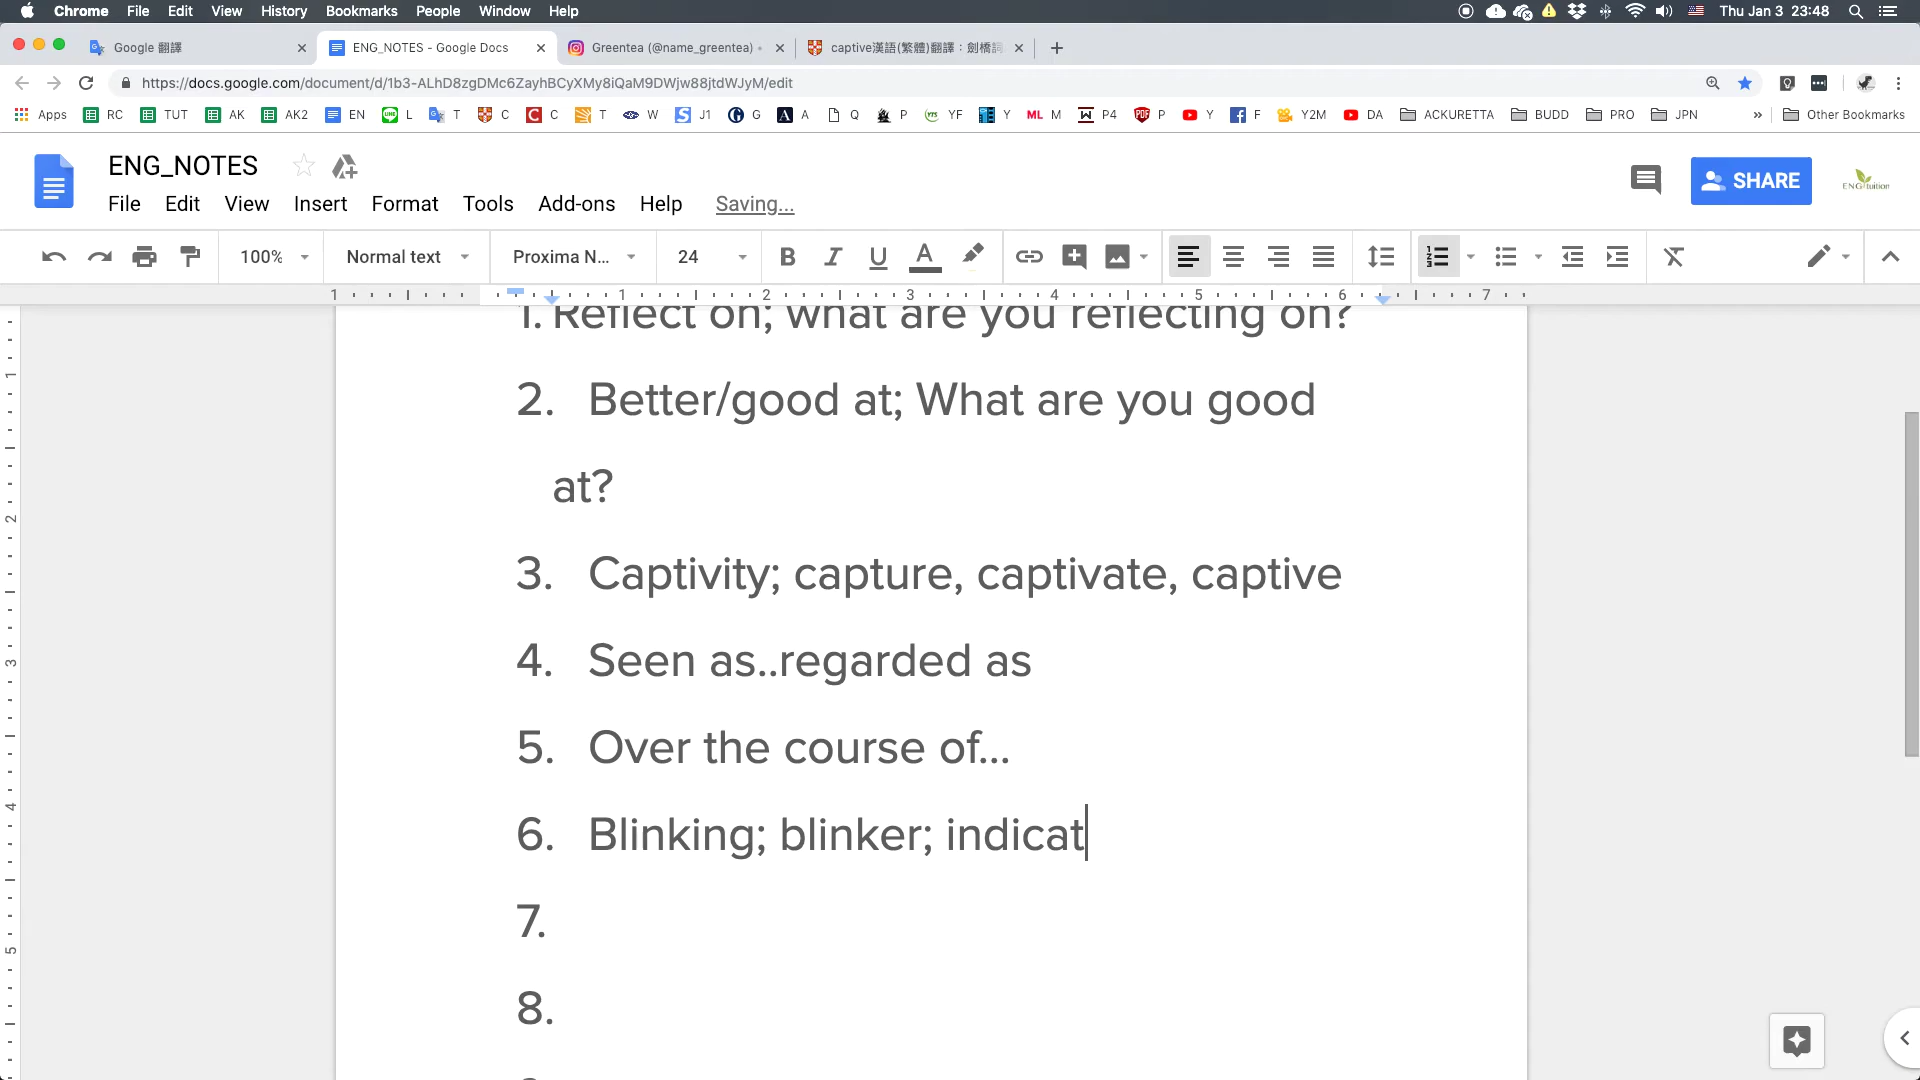 Chrome File Edit View History Bookmarks People Window Help Thu Jan 3 23:48
Google 翻譯 ENG_NOTES - Google Docs Greentea (@name_greentea) • captive漢語(繁體)翻譯：劍橋詞
https://docs.google.com/document/d/1b3-ALhD8zgDMc6ZayhBCyXMy8iQaM9DWjw88jtdWJyM/edit
Apps RC TUT AK AK2 EN L T C C T W J1 G A Q P YF Y ML M P4 P Y F Y2M DA ACKURETTA BUDD PRO JPN » Other Bookmarks
ENG_NOTES
SHARE
File Edit View Insert Format Tools Add-ons Help Saving...
100% Normal text Proxima N... 24
1 1 2 3 4 5 6 7
1. Reflect on; what are you reflecting on?
2. Better/good at; What are you good
at?
3. Captivity; capture, captivate, captive
4. Seen as..regarded as
5. Over the course of...
6. Blinking; blinker; indicat
7.
8.